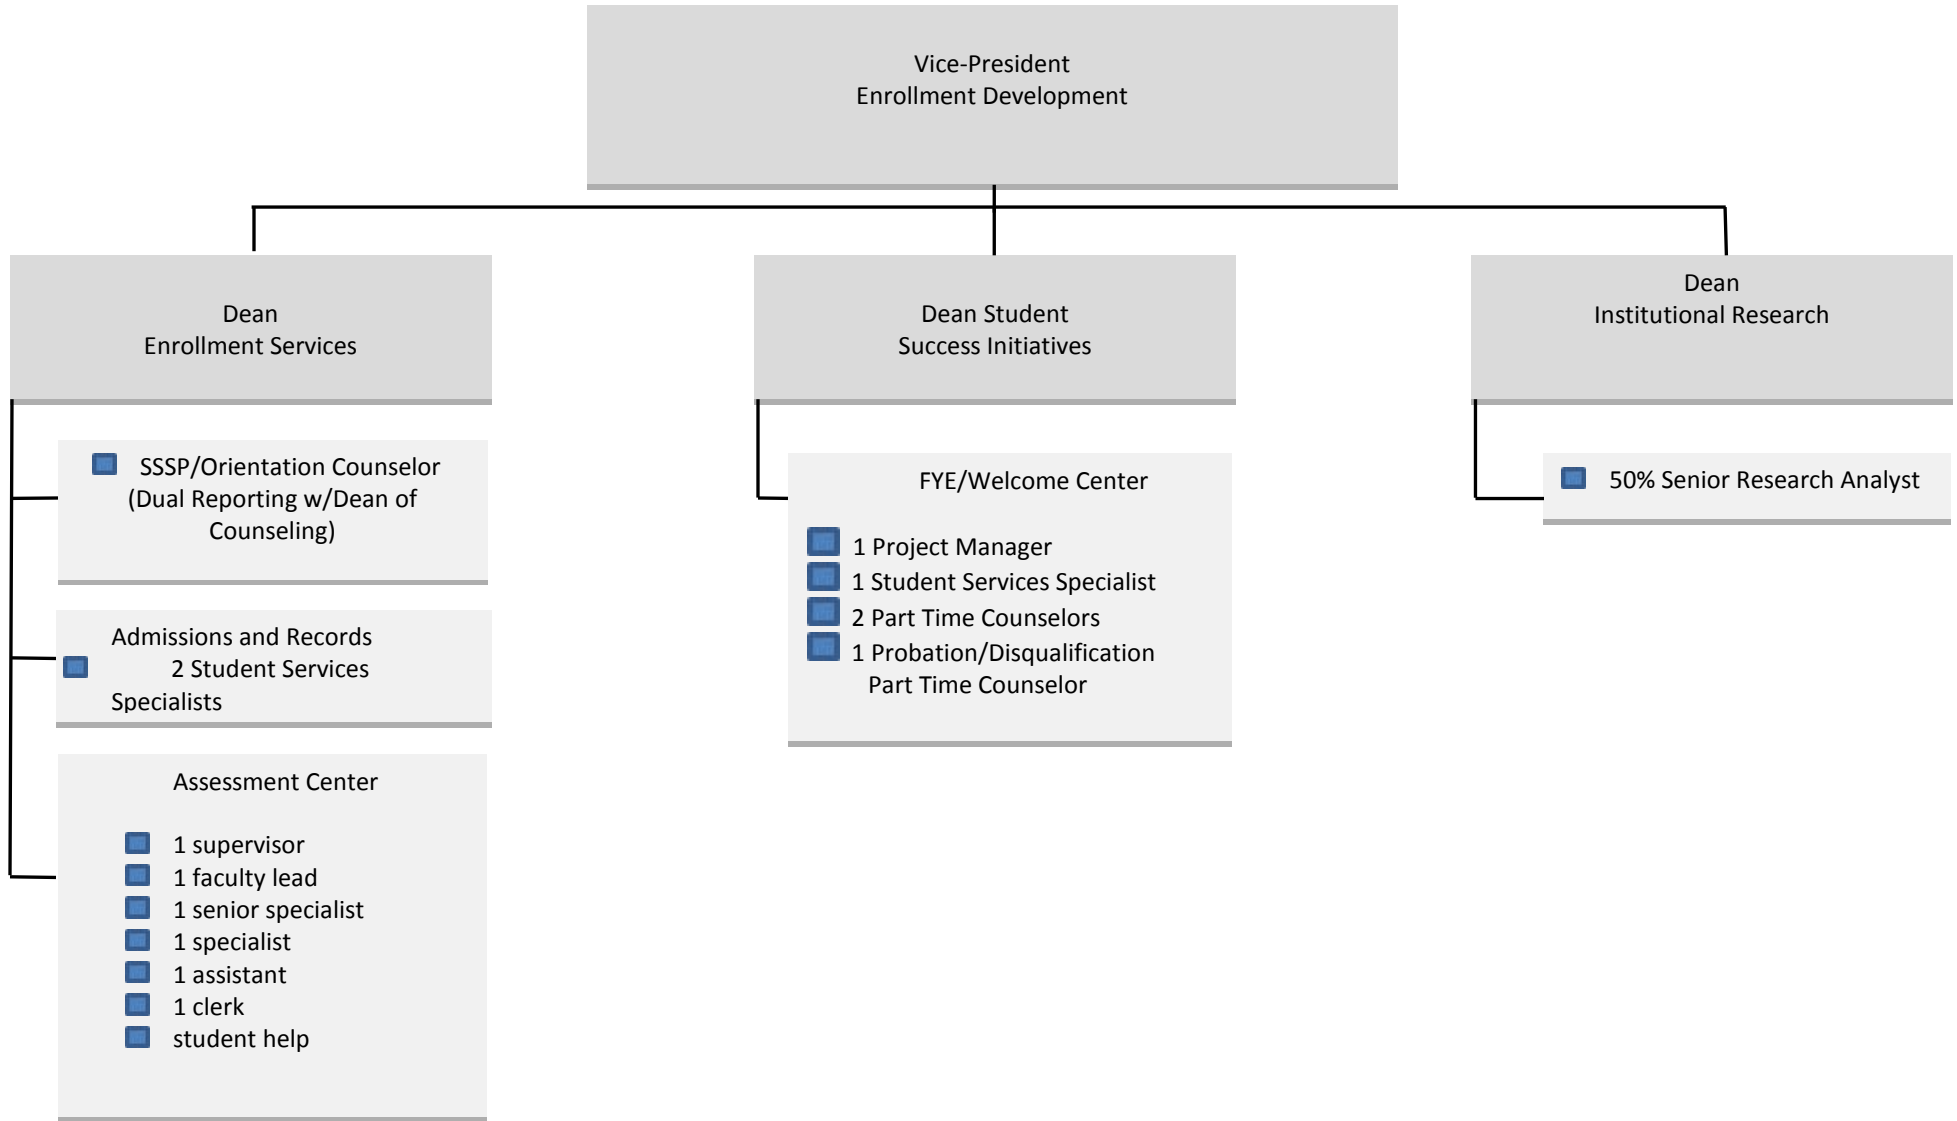 Vice-President
Enrollment Development
Dean
Enrollment Services
SSSP/Orientation Counselor
(Dual Reporting w/Dean of
Counseling)
Admissions and Records
2 Student Services
Specialists
Assessment Center
1 supervisor
1 faculty lead
1 senior specialist
1 specialist
1 assistant
1 clerk
student help
Dean Student
Success Initiatives
FYE/Welcome Center
1 Project Manager
1 Student Services Specialist
2 Part Time Counselors
1 Probation/Disqualification
Part Time Counselor
Dean
Institutional Research
50% Senior Research Analyst